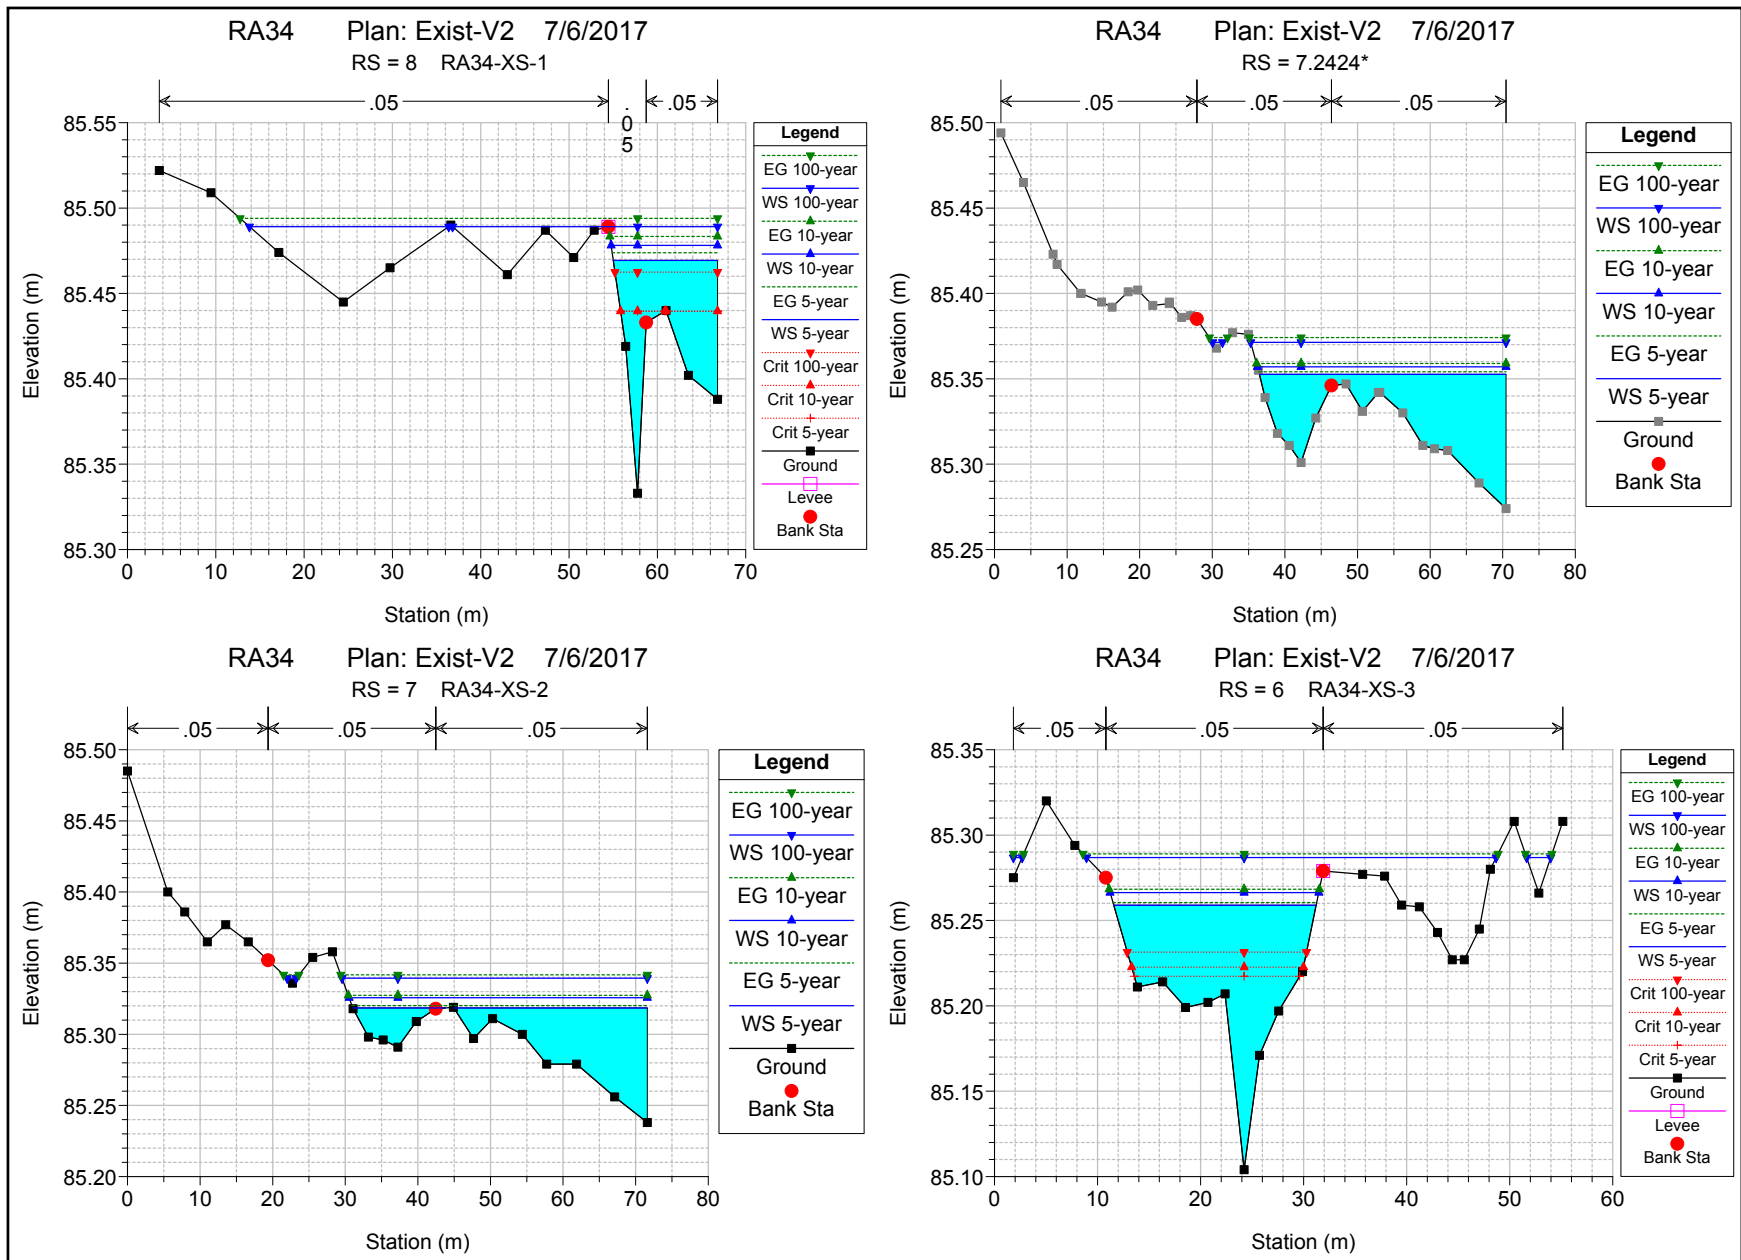 RA34 Plan: Exist-V2 7/6/2017
RS = 8 RA34-XS-1
.05
.05
.05
Elevation (m)
85.55
85.50
85.45
85.40
85.35
85.30
0 10 20 30 40 50 60 70
Station (m)
Legend
EG 100-year
WS 100-year
EG 10-year
WS 10-year
EG 5-year
WS 5-year
Crit 100-year
Crit 10-year
Crit 5-year
Ground
Levee
Bank Sta
RA34 Plan: Exist-V2 7/6/2017
RS = 7.2424*
.05 .05 .05
Elevation (m)
85.50
85.45
85.40
85.35
85.30
85.25
0 10 20 30 40 50 60 70 80
Station (m)
Legend
EG 100-year
WS 100-year
EG 10-year
WS 10-year
EG 5-year
WS 5-year
Ground
Bank Sta
RA34 Plan: Exist-V2 7/6/2017
RS = 7 RA34-XS-2
.05 .05 .05
Elevation (m)
85.50
85.45
85.40
85.35
85.30
85.25
85.20
0 10 20 30 40 50 60 70 80
Station (m)
Legend
EG 100-year
WS 100-year
EG 10-year
WS 10-year
EG 5-year
WS 5-year
Ground
Bank Sta
RA34 Plan: Exist-V2 7/6/2017
RS = 6 RA34-XS-3
.05 .05 .05
Elevation (m)
85.35
85.30
85.25
85.20
85.15
85.10
0 10 20 30 40 50 60
Station (m)
Legend
EG 100-year
WS 100-year
EG 10-year
WS 10-year
EG 5-year
WS 5-year
Crit 100-year
Crit 10-year
Crit 5-year
Ground
Levee
Bank Sta